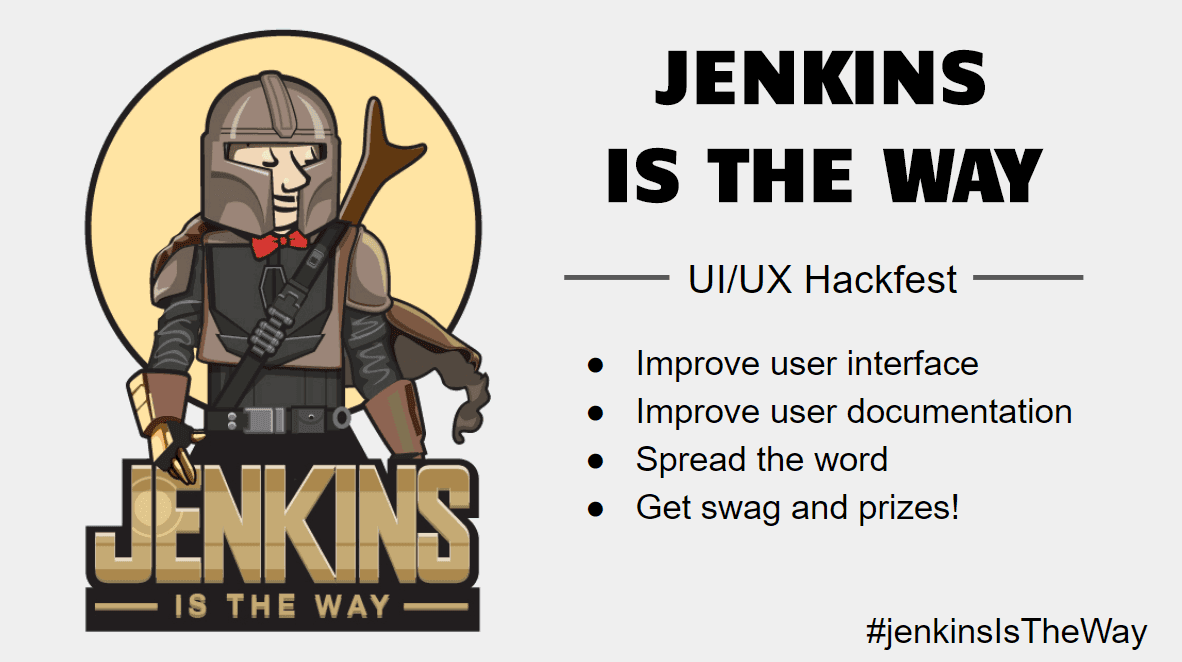 JENKINS
IS THE WAY
UI/UX Hackfest
● Improve user interface
● Improve user documentation
● Spread the word
● Get swag and prizes!
JENKINS
IS THE WAY
#jenkinsIsTheWay